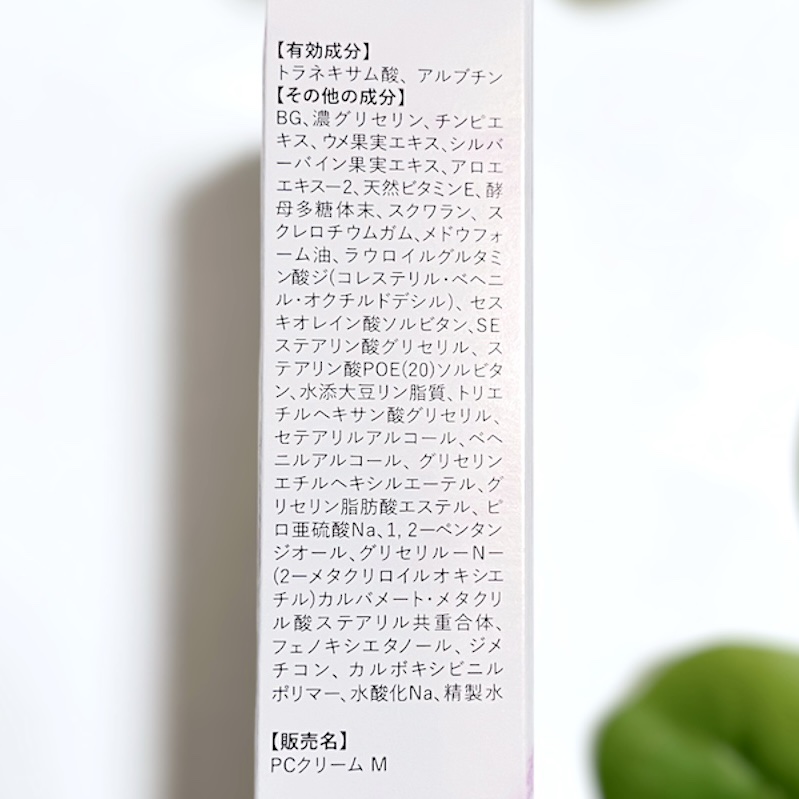 【有効成分】
トラネキサム酸、アルブチン
【その他の成分】
BG、濃グリセリン、チンピエ
キス、ウメ果実エキス、シルバ
ーバイン果実エキス、アロエ
エキスー2、天然ビタミンE、酵
母多糖体末、スクワラン、ス
クレロチウムガム、メドウフォ
ーム油、ラウロイルグルタミ
ン酸ジ(コレステリル・ベヘニ
ル・オクチルドデシル)、セス
キオレイン酸ソルビタン、SE
ステアリン酸グリセリル、ス
テアリン酸POE(20)ソルビタ
ン、水添大豆リン脂質、トリエ
チルヘキサン酸グリセリル、
セテアリルアルコール、ベヘ
ニルアルコール、グリセリン
エチルヘキシルエーテル、グ
リセリン脂肪酸エステル、ピ
ロ亜硫酸Na、1, 2ーペンタン
ジオール、グリセリルーNー
(2ーメタクリロイルオキシエ
チル)カルバメート・メタクリ
ル酸ステアリル共重合体、
フェノキシエタノール、ジメ
チコン、カルボキシビニル
ポリマー、水酸化Na、精製水
【販売名】
PCクリーム M